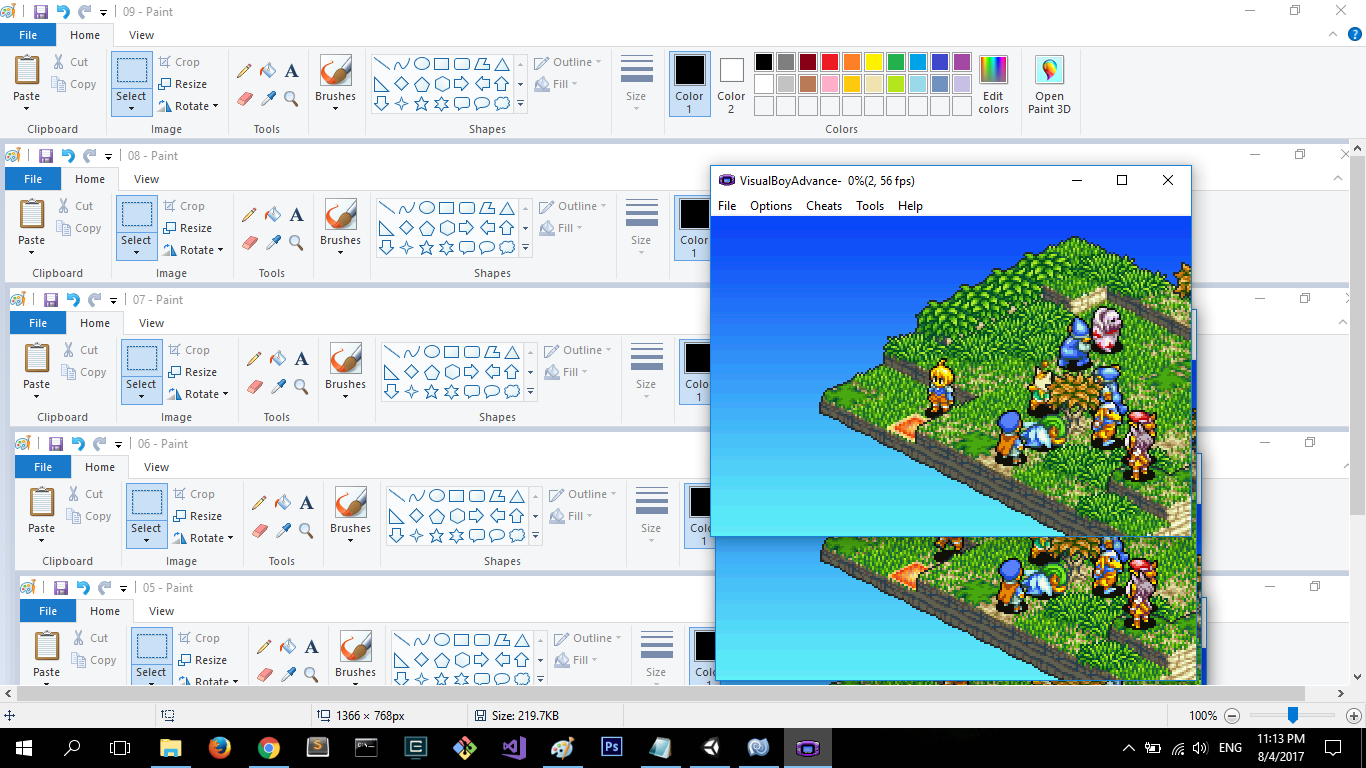 09 - Paint
File Home View
Paste Cut Copy Select Crop Resize Rotate A Brushes Outline Fill Size Color 1 Color 2 Edit colors Open Paint 3D
Clipboard Image Tools Shapes Colors
08 - Paint
File Home View
Paste Cut Copy Select Crop Resize Rotate A Brushes Outline Fill Size Color 1
Clipboard Image Tools Shapes
VisualBoyAdvance- 0%(2, 56 fps)
File Options Cheats Tools Help
07 - Paint
File Home View
Paste Cut Copy Select Crop Resize Rotate A Brushes Outline Fill Size Color 1
Clipboard Image Tools Shapes
06 - Paint
File Home View
Paste Cut Copy Select Crop Resize Rotate A Brushes Outline Fill Size Colo 1
Clipboard Image Tools Shapes
05 - Paint
File Home View
Paste Cut Copy Select Crop Resize Rotate A Brushes Outline Fill Size Colo
1366 × 768px Size: 219.7KB 100%
11:13 PM
ENG
8/4/2017